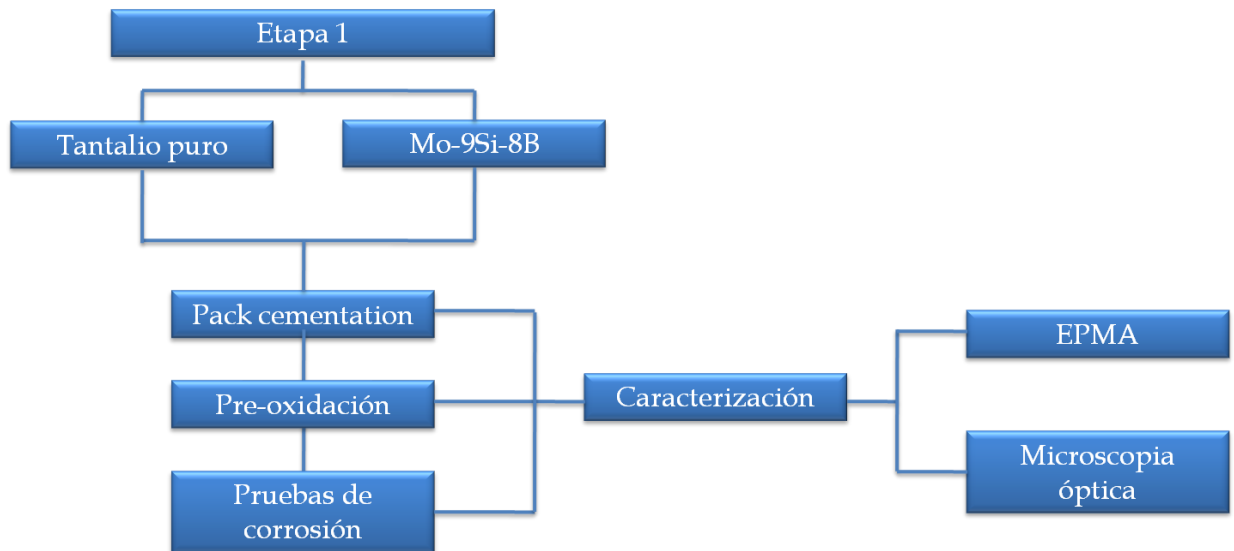 Etapa 1
Tantalio puro
Mo-9Si-8B
Pack cementation
Pre-oxidación
Pruebas de
corrosión
Caracterización
EPMA
Microscopia
óptica